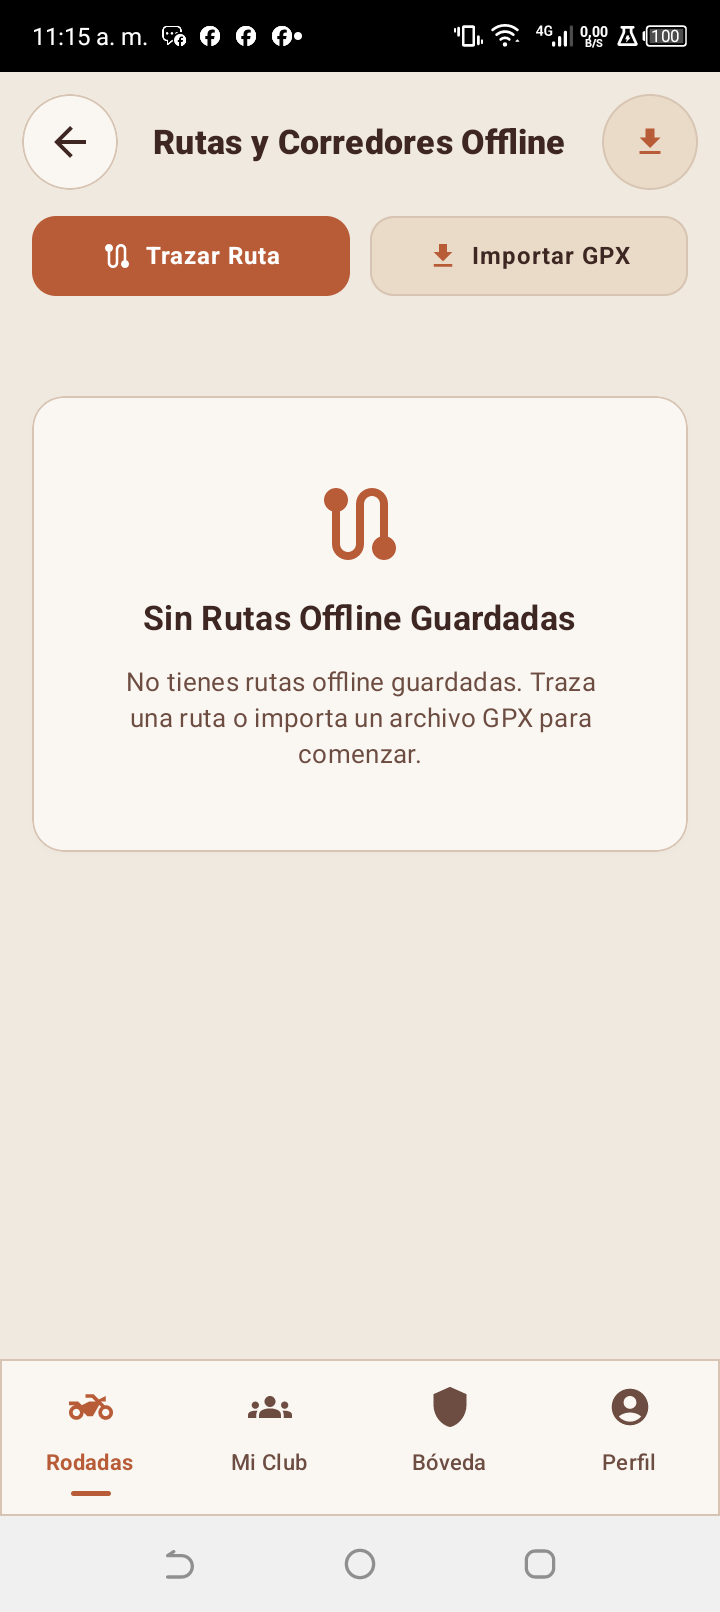 11:15 a. m.
4G
0,00
B/S
100
Rutas y Corredores Offline
Trazar Ruta
Importar GPX
Sin Rutas Offline Guardadas
No tienes rutas offline guardadas. Traza
una ruta o importa un archivo GPX para
comenzar.
Rodadas
Mi Club
Bóveda
Perfil